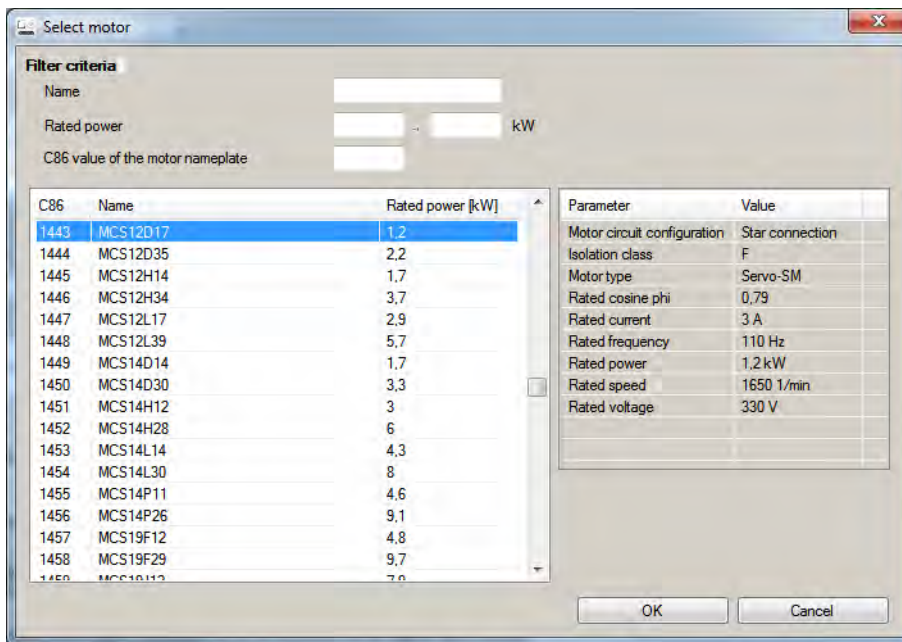 Select motor
Filter criteria
Name
Rated power .. kW
C86 value of the motor nameplate
C86 Name Rated power [kW]
1443 MCS12D17 1,2
1444 MCS12D35 2,2
1445 MCS12H14 1,7
1446 MCS12H34 3,7
1447 MCS12L17 2,9
1448 MCS12L39 5,7
1449 MCS14D14 1,7
1450 MCS14D30 3,3
1451 MCS14H12 3
1452 MCS14H28 6
1453 MCS14L14 4,3
1454 MCS14L30 8
1455 MCS14P11 4,6
1456 MCS14P26 9,1
1457 MCS19F12 4,8
1458 MCS19F29 9,7
Parameter Value
Motor circuit configuration Star connection
Isolation class F
Motor type Servo-SM
Rated cosine phi 0,79
Rated current 3 A
Rated frequency 110 Hz
Rated power 1,2 kW
Rated speed 1650 1/min
Rated voltage 330 V
OK Cancel